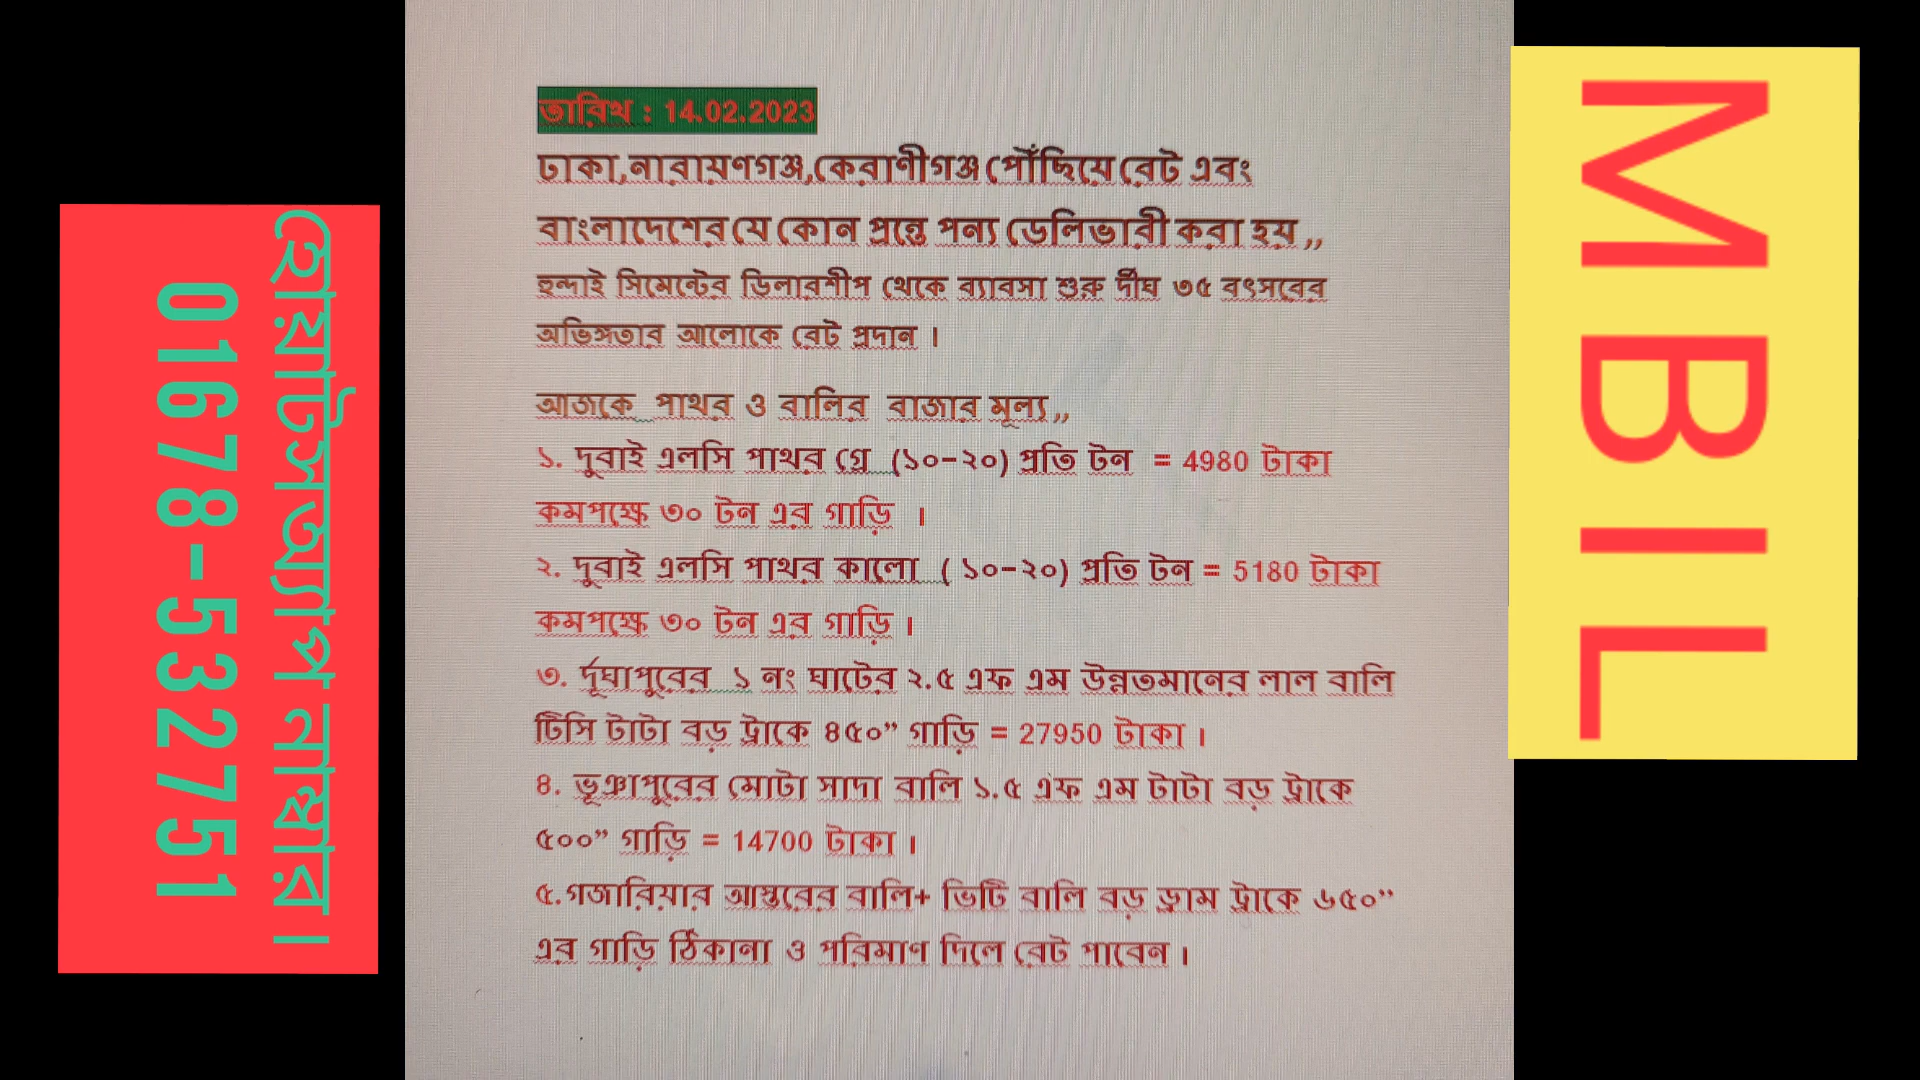 তারিখ : 14.02.2023
ঢাকা,নারায়ণগঞ্জ,কেরাণীগঞ্জ পৌঁছিয়ে রেট এবং
বাংলাদেশের যে কোন প্রন্তে পন্য ডেলিভারী করা হয়,,
হুন্দাই সিমেন্টের ডিলারশীপ থেকে ব্যাবসা শুরু দীর্ঘ ৩৫ বৎসরের
অভিঙ্গতার আলোকে রেট প্রদান ।
আজকে পাথর ও বালির বাজার মূল্য,,
১. দুবাই এলসি পাথর গ্রে (১০-২০) প্রতি টন = 4980 টাকা
কমপক্ষে ৩০ টন এর গাড়ি ।
২. দুবাই এলসি পাথর কালো ( ১০-২০) প্রতি টন = 5180 টাকা
কমপক্ষে ৩০ টন এর গাড়ি ।
৩. র্দূঘাপুরের ১ নং ঘাটের ২.৫ এফ এম উন্নতমানের লাল বালি
টিসি টাটা বড় ট্রাকে ৪৫০” গাড়ি = 27950 টাকা ।
৪. ভূঞাপুরের মোটা সাদা বালি ১.৫ এফ এম টাটা বড় ট্রাকে
৫০০” গাড়ি = 14700 টাকা ।
৫.গজারিয়ার আস্তরের বালি+ ভিটি বালি বড় ড্রাম ট্রাকে ৬৫০”
এর গাড়ি ঠিকানা ও পরিমাণ দিলে রেট পাবেন ।
হোয়ার্টসঅ্যাপ নাম্বার ।
01678-532751
MBIL